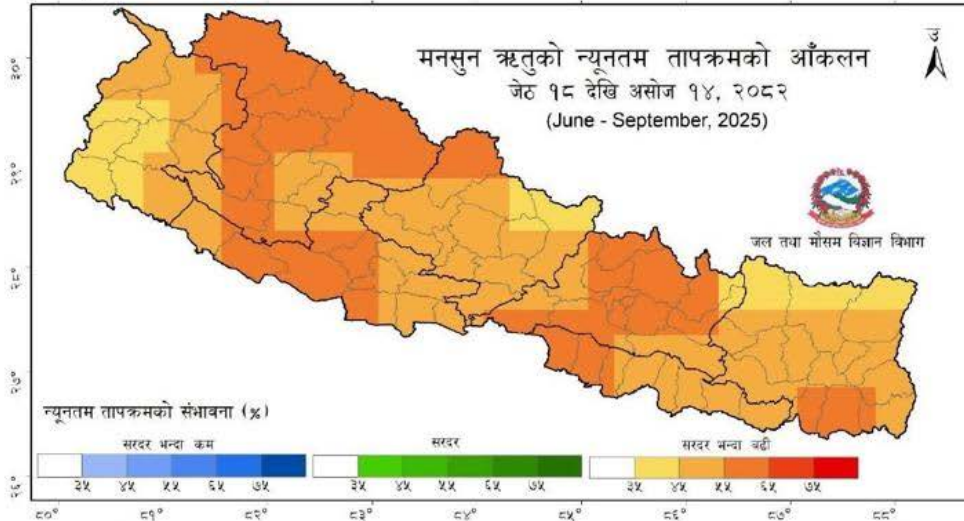 मनसुन ऋतुको न्यूनतम तापक्रमको आँकलन
जेठ १८ देखि असोज १४, २०८२
(June - September, 2025)
उ
जल तथा मौसम विज्ञान विभाग
३०°
२९°
२८°
२७°
२६°
न्यूनतम तापक्रमको संभावना (%)
सरदर भन्दा कम
३५ ४५ ५५ ६५ ७५
सरदर
३५ ४५ ५५ ६५ ७५
सरदर भन्दा बढी
३५ ४५ ५५ ६५ ७५
८०° ८१° ८२° ८३° ८४° ८५° ८६° ८७° ८८°